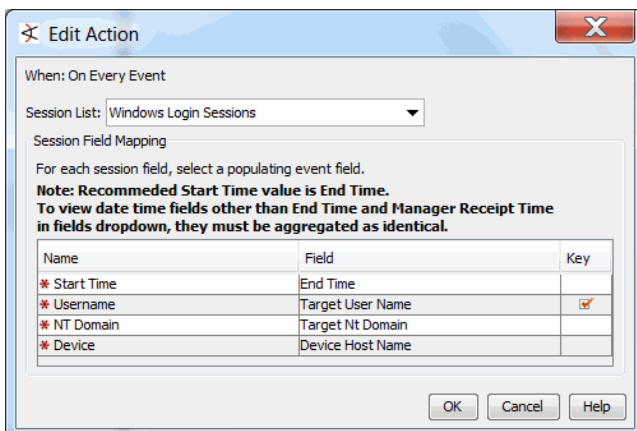 Edit Action
When: On Every Event
Session List: Windows Login Sessions
Session Field Mapping
For each session field, select a populating event field.
Note: Recommeded Start Time value is End Time.
To view date time fields other than End Time and Manager Receipt Time
in fields dropdown, they must be aggregated as identical.
Name Field Key
* Start Time End Time
* Username Target User Name
* NT Domain Target Nt Domain
* Device Device Host Name
OK Cancel Help